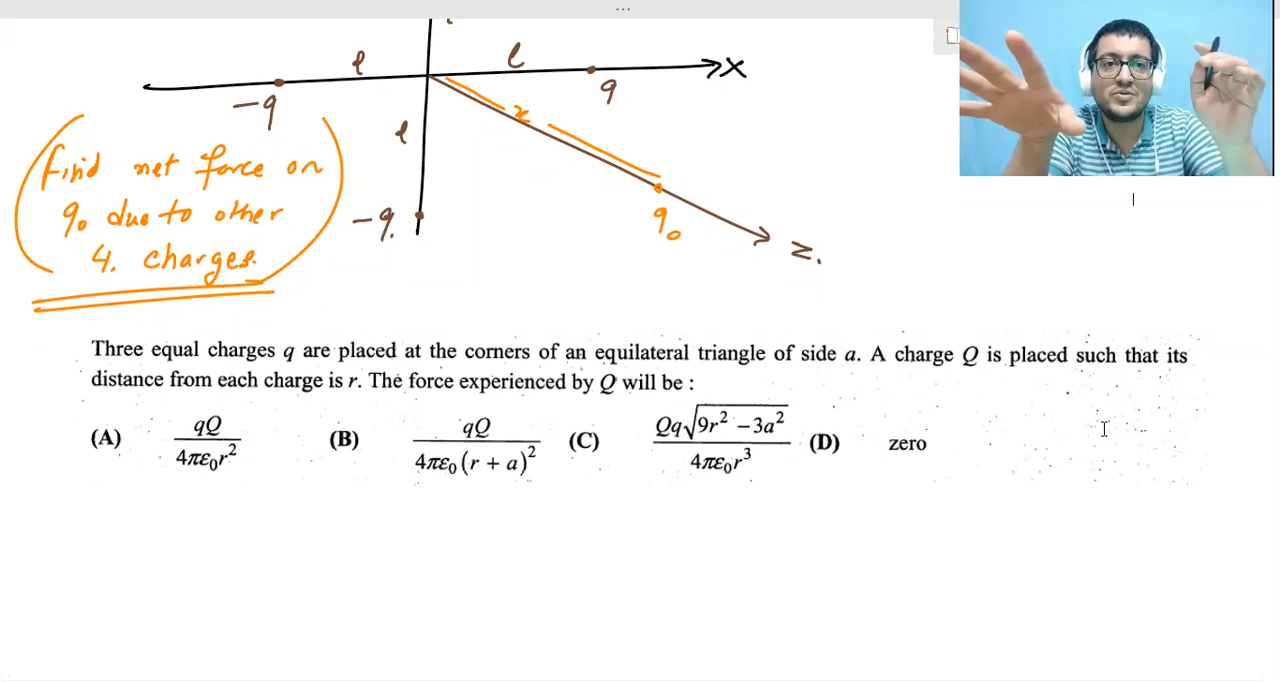 l
l
X
-q
q
x
l
Find net force on
q₀ due to other
4. charges.
-q.
q₀
Z.
Three equal charges q are placed at the corners of an equilateral triangle of side a. A charge Q is placed such that its
distance from each charge is r. The force experienced by Q will be :
(A) qQ/4πε₀r² (B) qQ/4πε₀(r + a)² (C) Qq√(9r² – 3a²)/4πε₀r³ (D) zero